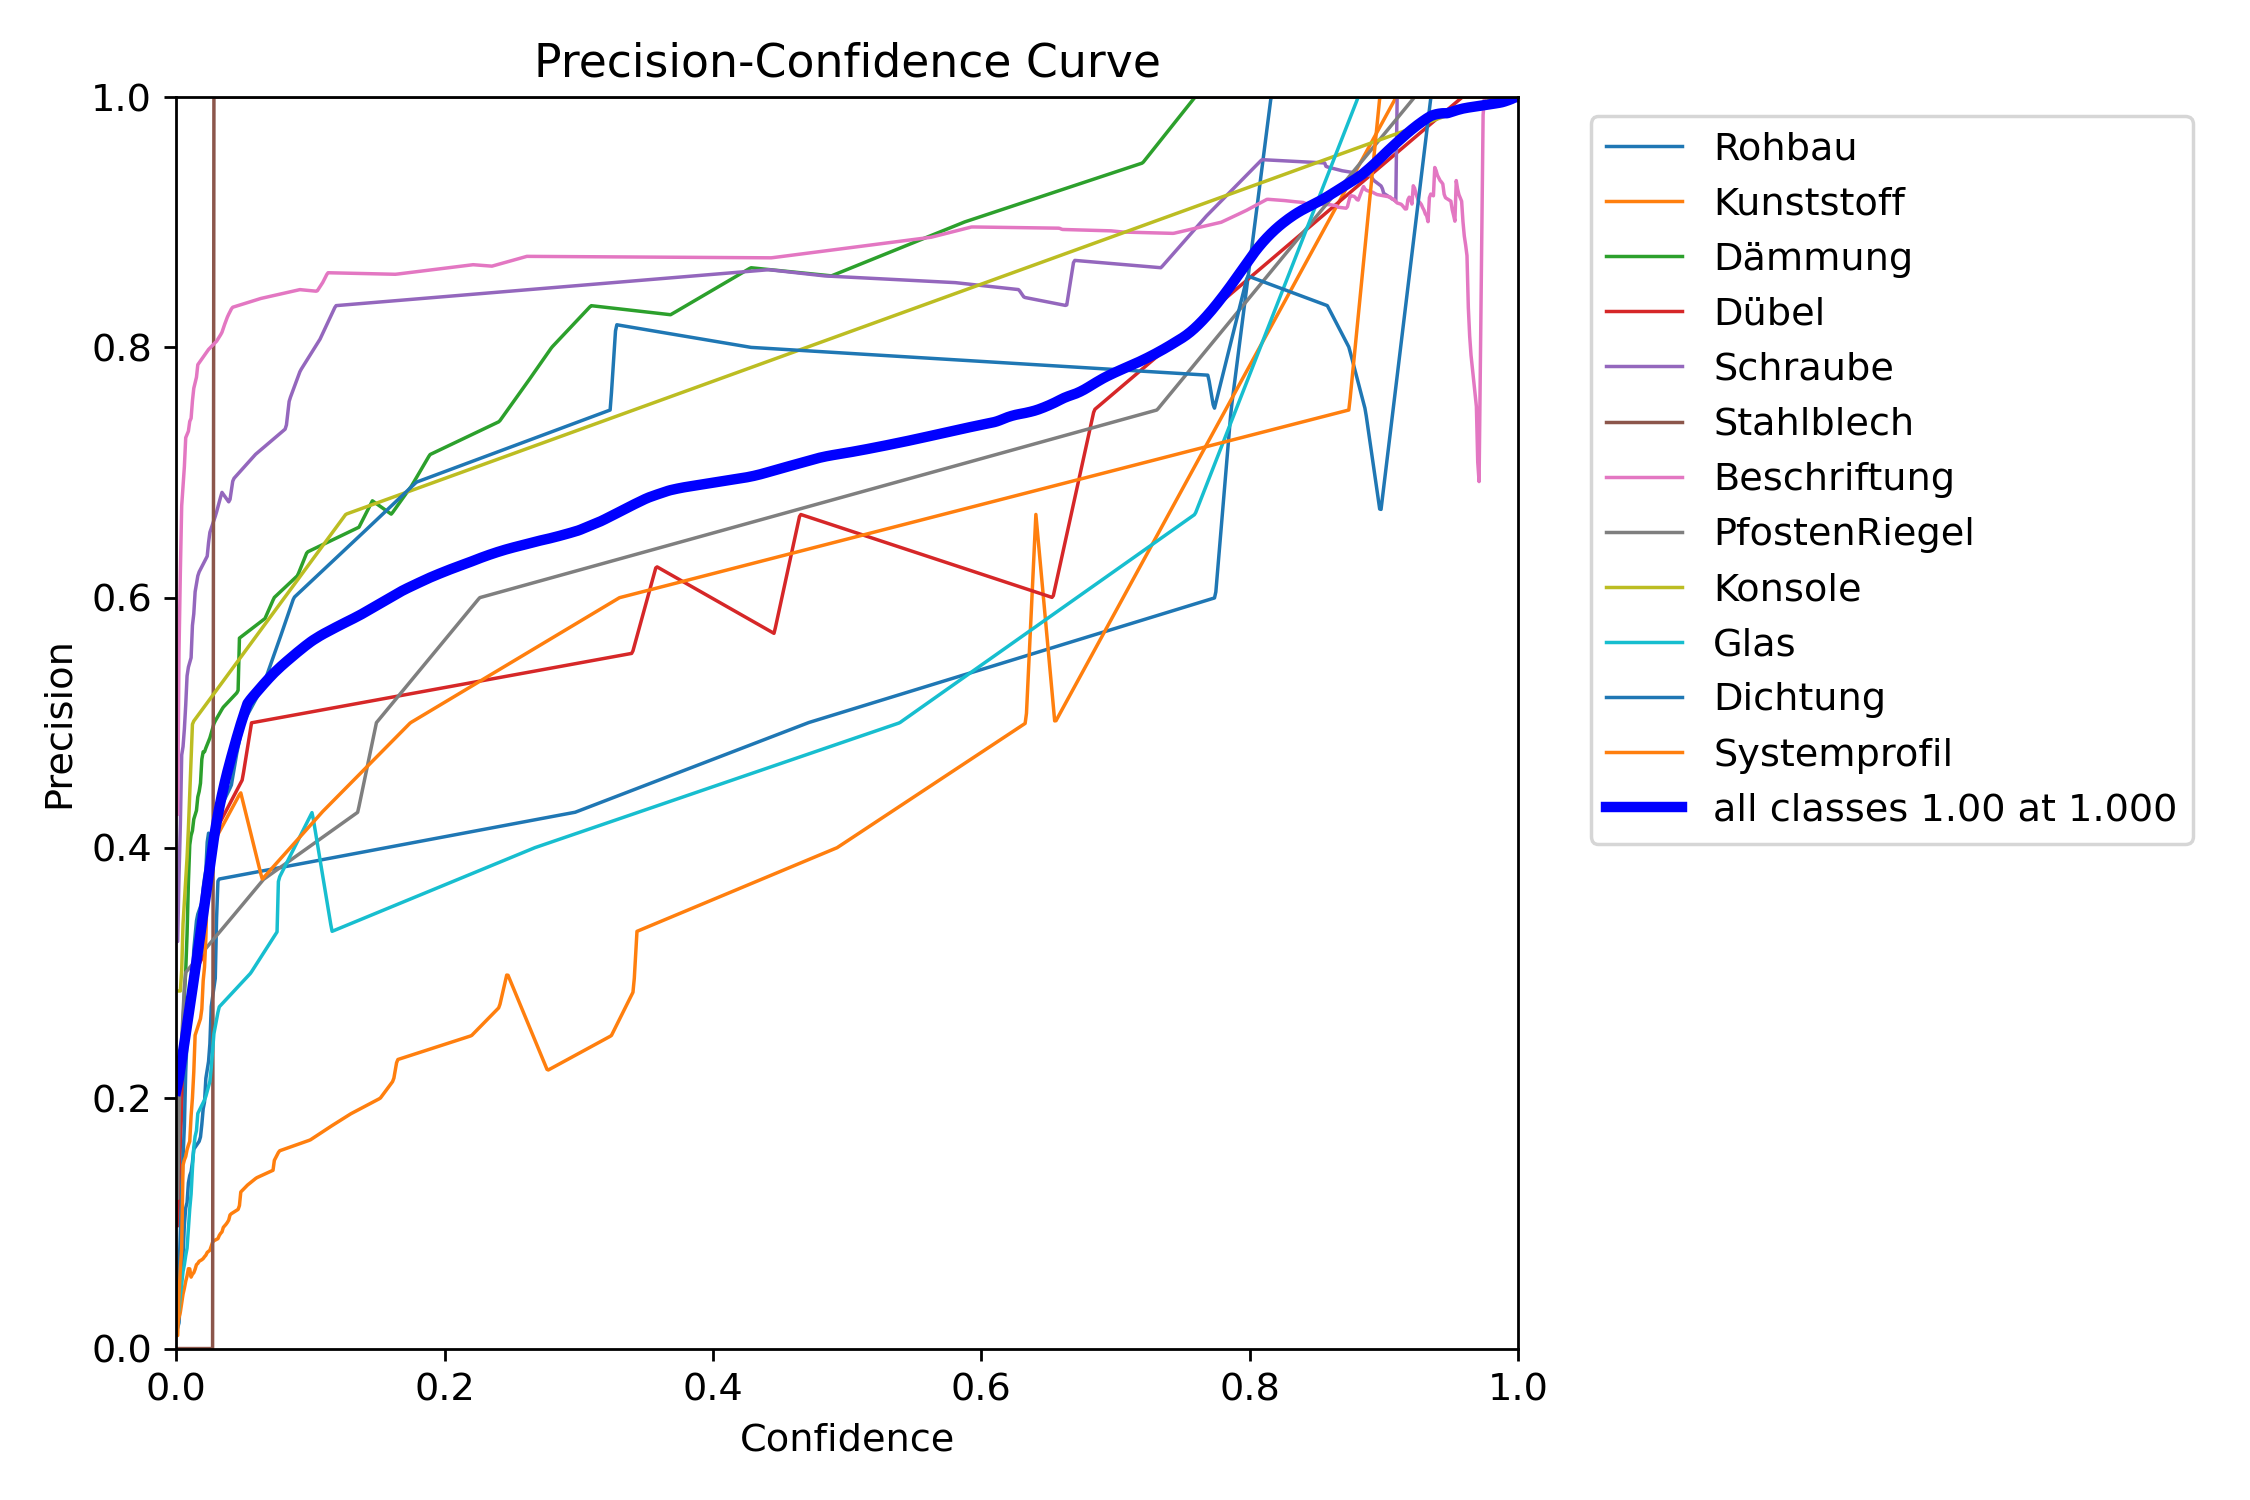 Precision-Confidence Curve
1.0
0.8
0.6
0.4
0.2
0.0
Precision
0.0 0.2 0.4 0.6 0.8 1.0
Confidence
Rohbau
Kunststoff
Dämmung
Dübel
Schraube
Stahlblech
Beschriftung
PfostenRiegel
Konsole
Glas
Dichtung
Systemprofil
all classes 1.00 at 1.000